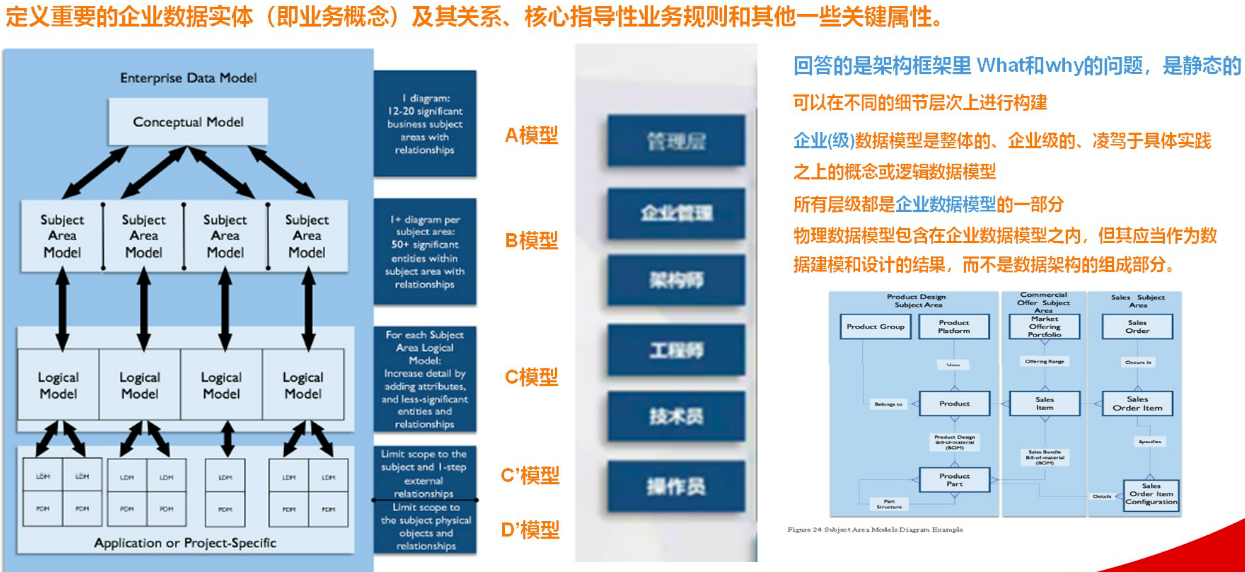 定义重要的企业数据实体（即业务概念）及其关系、核心指导性业务规则和其他一些关键属性。
Enterprise Data Model
Conceptual Model
Subject
Area
Model
Subject
Area
Model
Subject
Area
Model
Subject
Area
Model
Logical
Model
Logical
Model
Logical
Model
Logical
Model
LDM
LDM
LDM
LDM
LDM
LDM
LDM
PDM
PDM
PDM
PDM
PDM
PDM
PDM
Application or Project-Specific
1 diagram:
12-20 significant
business subject
areas with
relationships
1+ diagram per
subject area:
50+ significant
entities within
subject area with
relationships
For each Subject
Area Logical
Model:
Increase detail by
adding attributes,
and less-significant
entities and
relationships
Limit scope to the
subject and 1-step
external
relationships
Limit scope to
the subject physical
objects and
relationships
A模型
B模型
C模型
C’模型
D’模型
管理层
企业管理
架构师
工程师
技术员
操作员
回答的是架构框架里 What和why的问题，是静态的
可以在不同的细节层次上进行构建
企业(级)数据模型是整体的、企业级的、凌驾于具体实践
之上的概念或逻辑数据模型
所有层级都是企业数据模型的一部分
物理数据模型包含在企业数据模型之内，但其应当作为数
据建模和设计的结果，而不是数据架构的组成部分。
Product Design
Subject Area
Commercial
Offer Subject
Area
Sales Subject
Area
Product Group
Product
Platform
Market
Offering
Portfolio
Sales
Order
Uses
Offering Range
Occurs in
Belongs to
Product
Sales
Item
Sales
Order Item
Product Design
Bill-of-material
(BOM)
Sales Bundle
Bill-of-material
(BOM)
Specifies
Product
Part
Part
Structure
Details
Sales
Order Item
Configuration
Figure 24 Subject Area Models Diagram Example